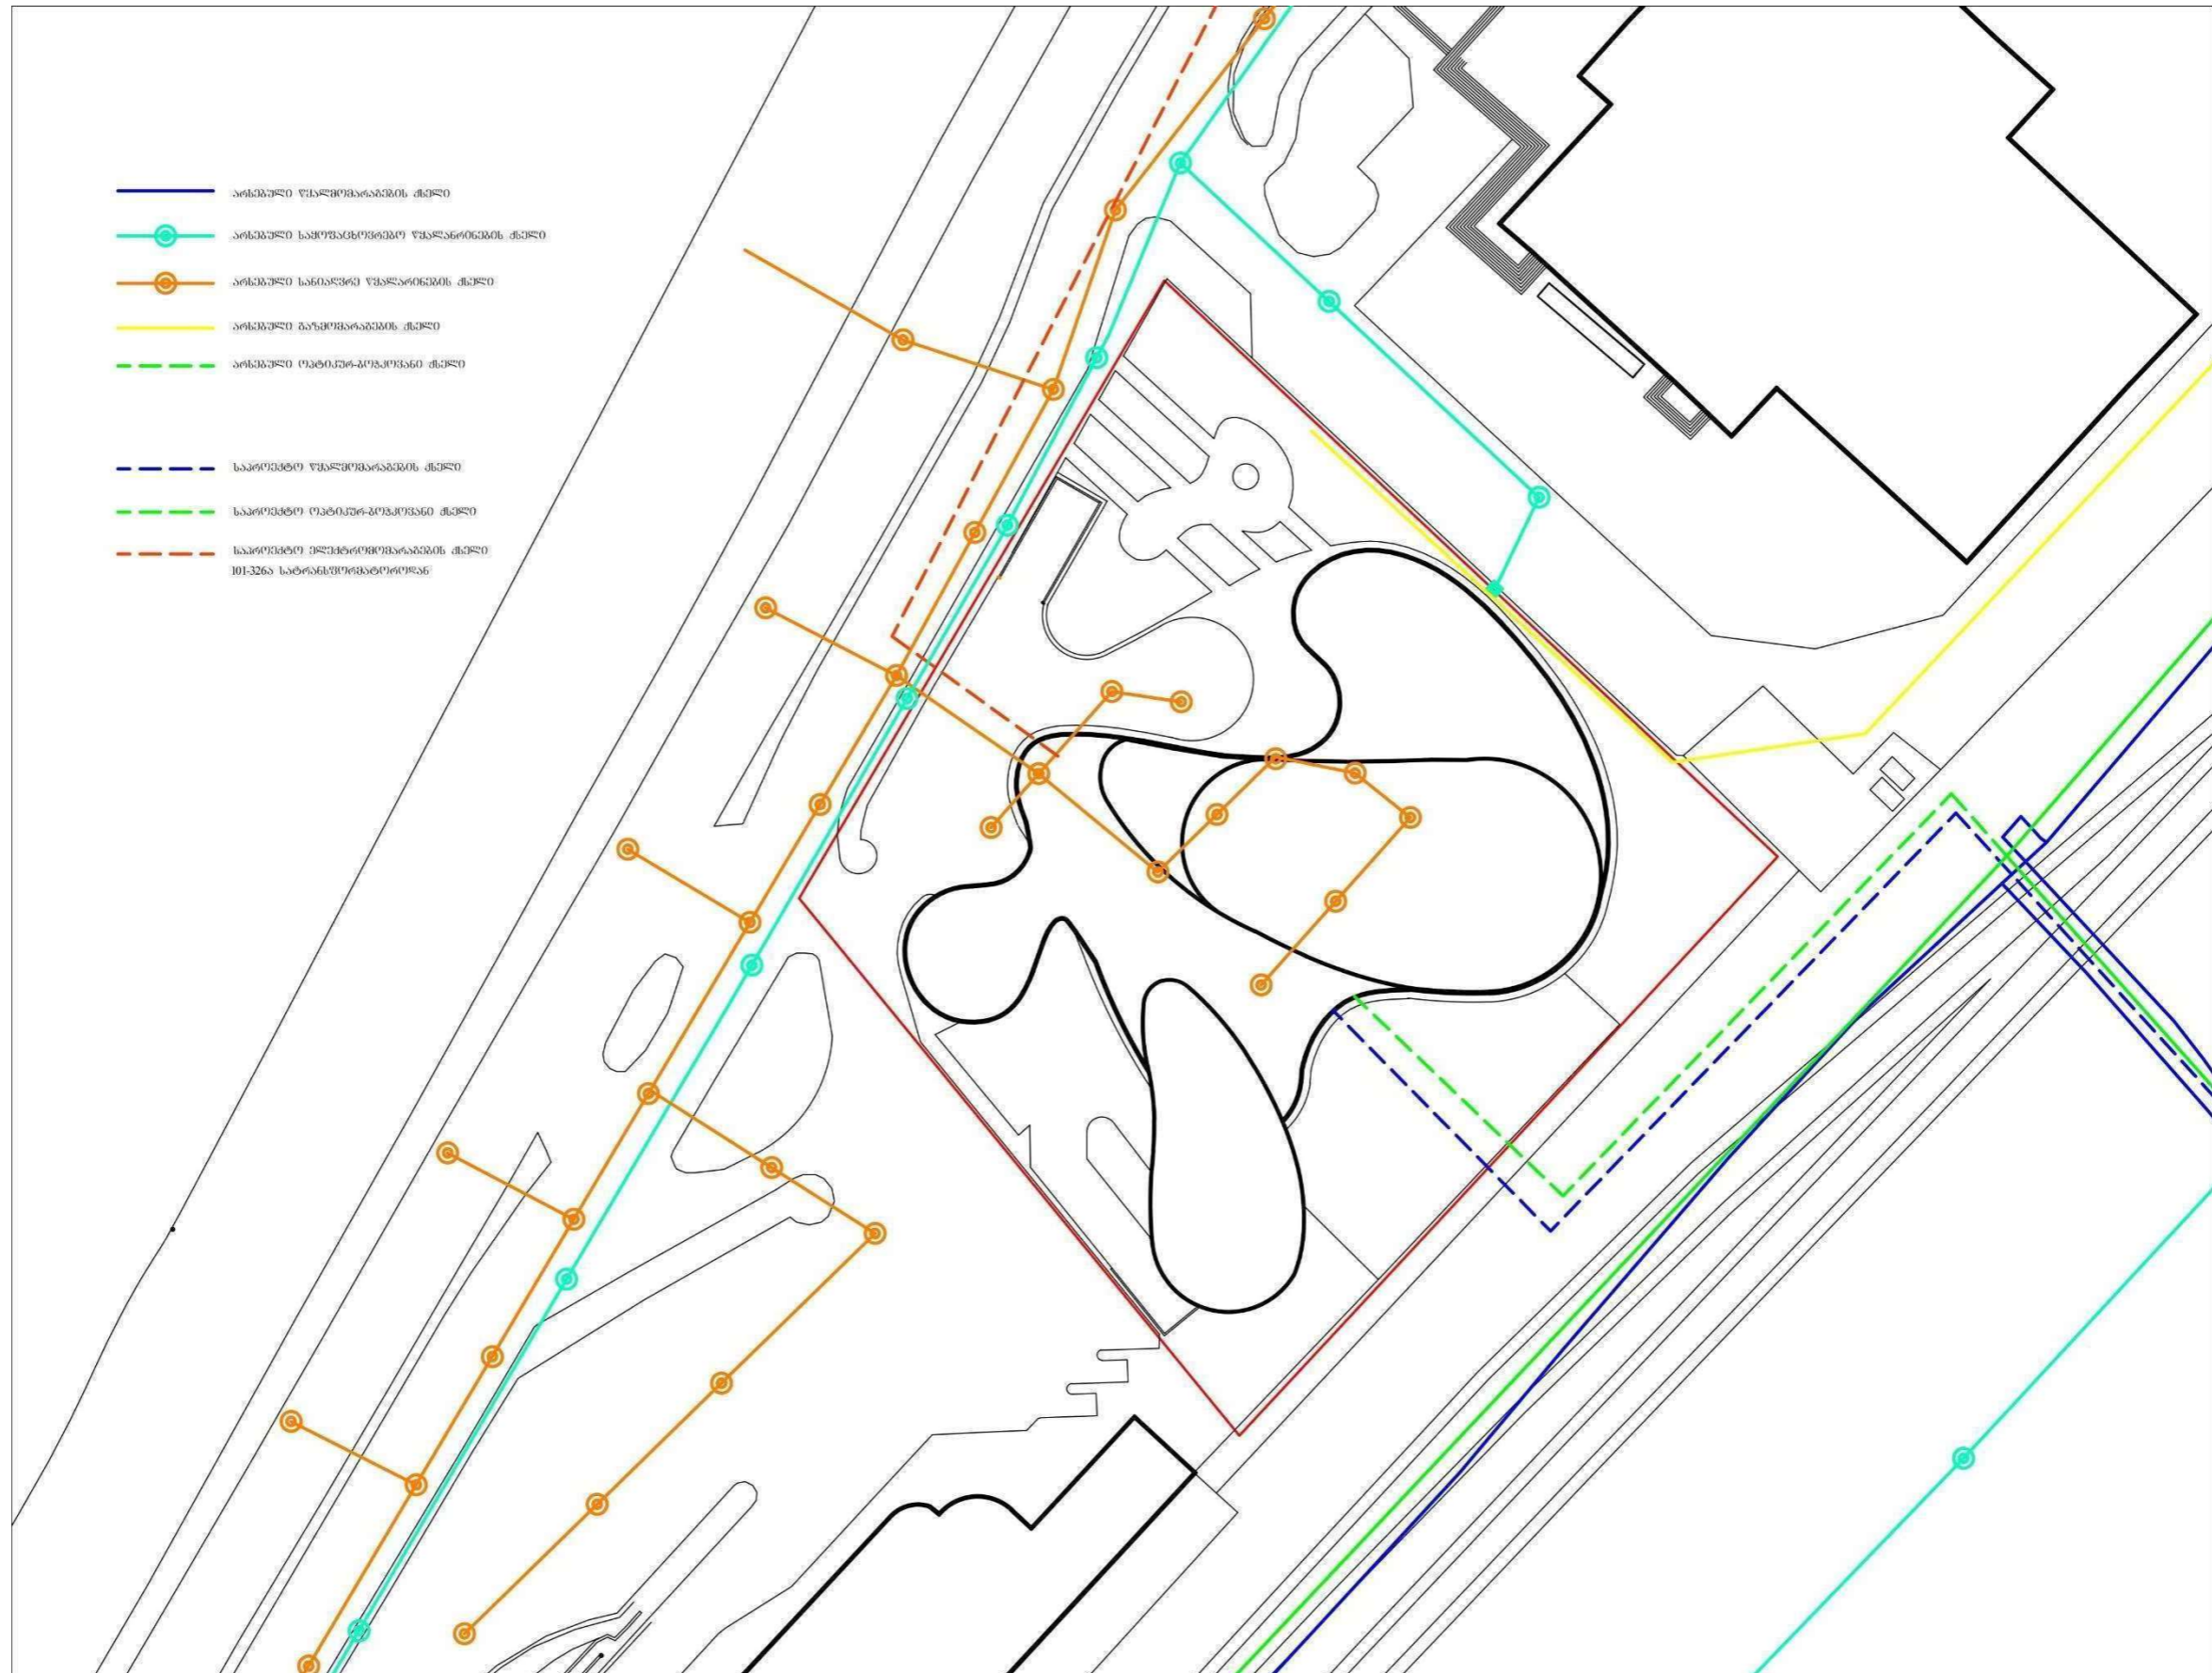 არსებული წყალმომარაგების ქსელი
არსებული საყოფაცხოვრებო წყალანრინების ქსელი
არსებული სანიაღვრე წყალარინების ქსელი
არსებული გაზმომარაგების ქსელი
არსებული ოპტიკურ-ბოჭკოვანი ქსელი
საპროექტო წყალმომარაგების ქსელი
საპროექტო ოპტიკურ-ბოჭკოვანი ქსელი
საპროექტო ელექტრომომარაგების ქსელი
101-326ა სატრანსფორმატოროდან